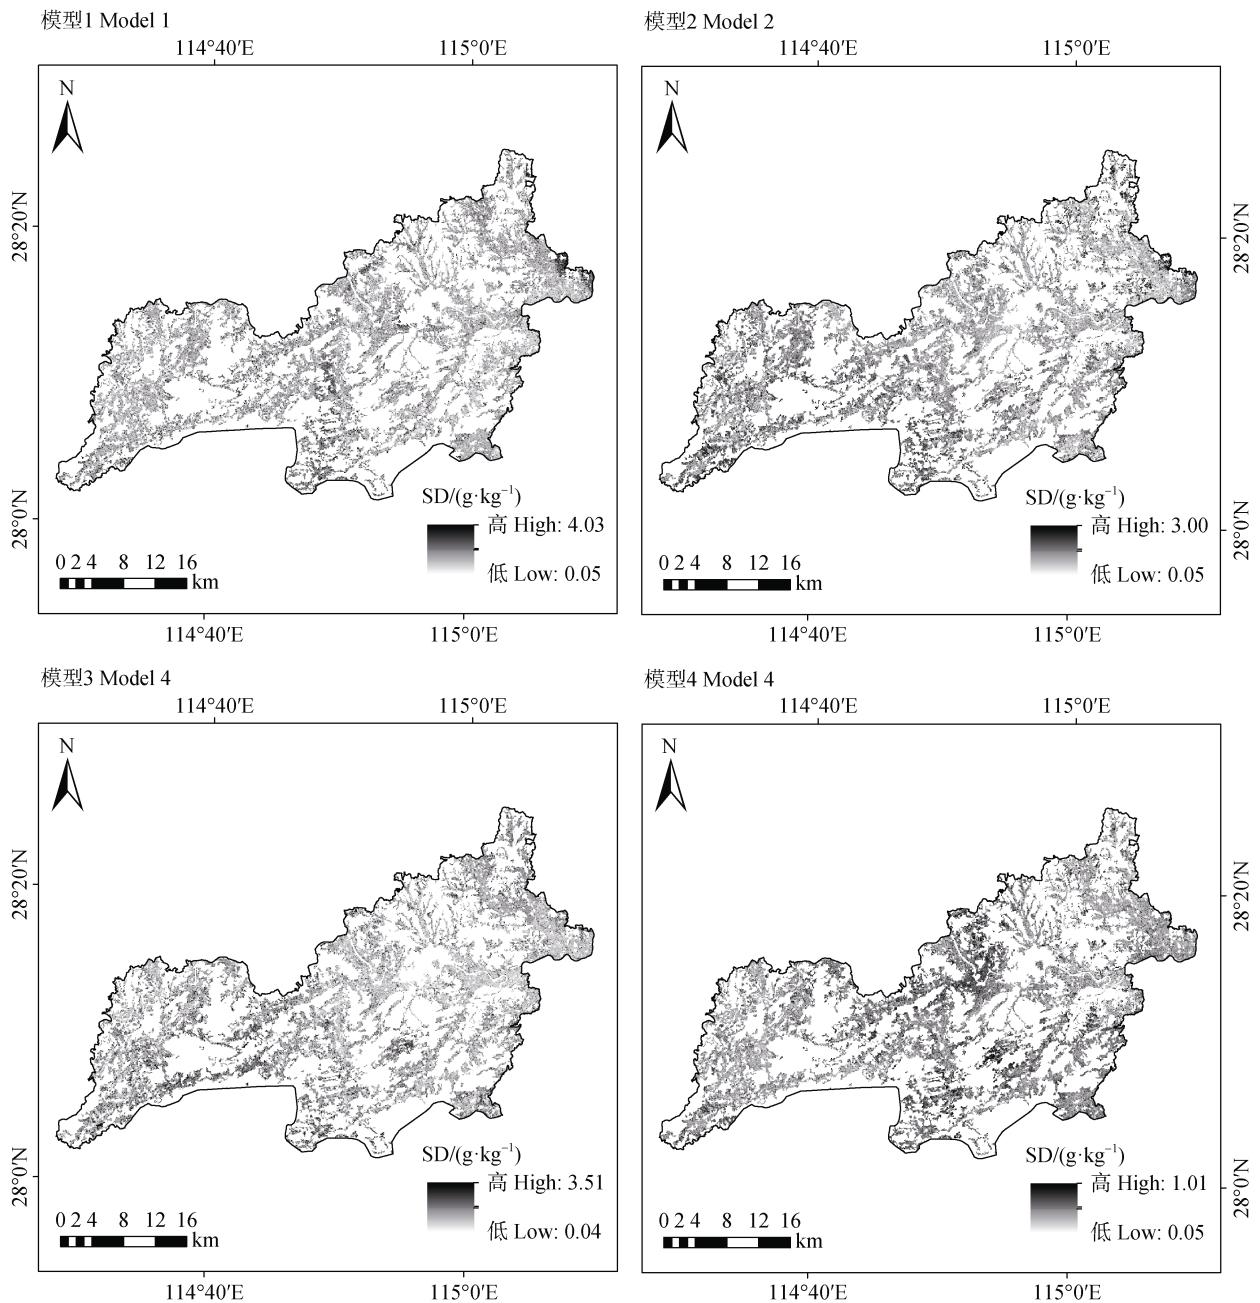 模型1 Model 1
114°40′E 115°0′E
N
28°20′N
28°0′N
SD/(g·kg⁻¹)
高 High: 4.03
低 Low: 0.05
0 2 4 8 12 16
km
114°40′E 115°0′E
模型2 Model 2
114°40′E 115°0′E
N
28°20′N
28°0′N
SD/(g·kg⁻¹)
高 High: 3.00
低 Low: 0.05
0 2 4 8 12 16
km
114°40′E 115°0′E
模型3 Model 4
114°40′E 115°0′E
N
28°20′N
28°0′N
SD/(g·kg⁻¹)
高 High: 3.51
低 Low: 0.04
0 2 4 8 12 16
km
114°40′E 115°0′E
模型4 Model 4
114°40′E 115°0′E
N
28°20′N
28°0′N
SD/(g·kg⁻¹)
高 High: 1.01
低 Low: 0.05
0 2 4 8 12 16
km
114°40′E 115°0′E